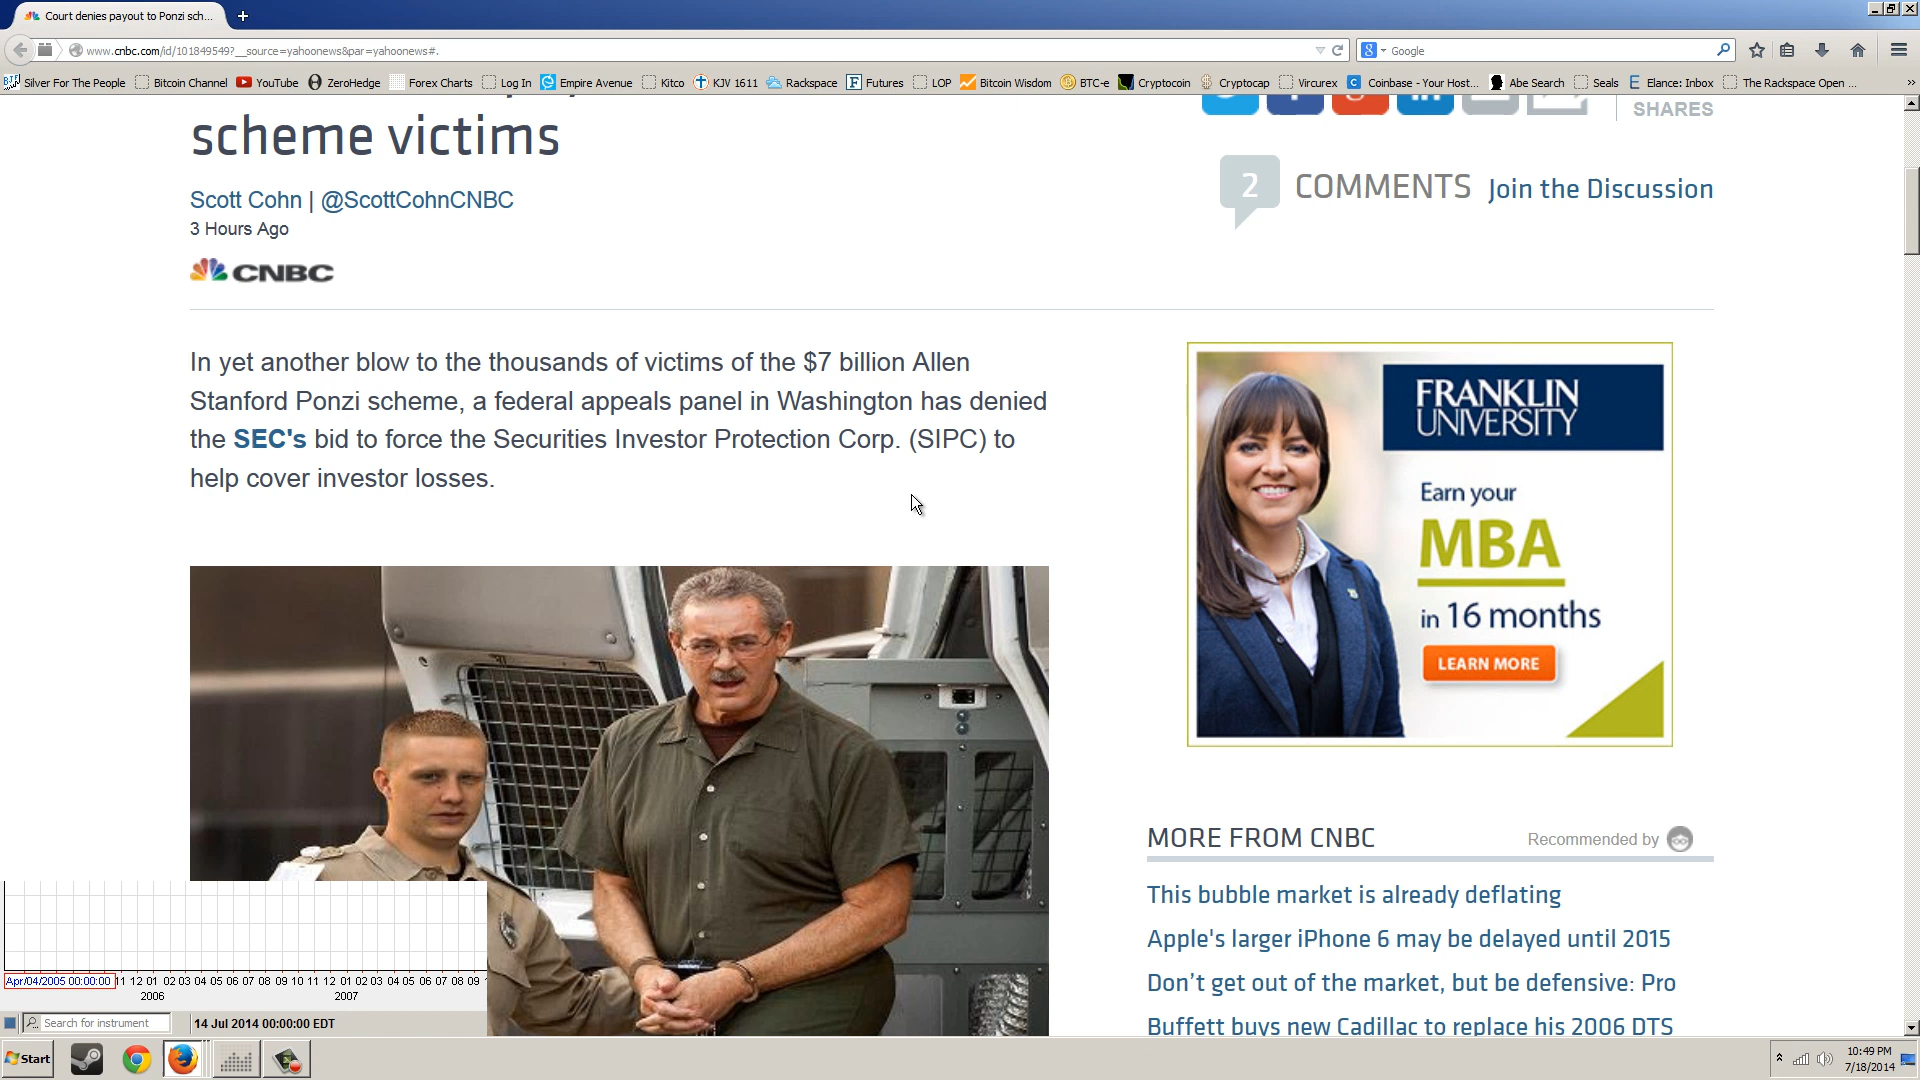 Court denies payout to Ponzi sch...
www.cnbc.com/id/101849549?__source=yahoonews&par=yahoonews#.
Google
Silver For The People
Bitcoin Channel
YouTube
ZeroHedge
Forex Charts
Log In
Empire Avenue
Kitco
KJV 1611
Rackspace
Futures
LOP
Bitcoin Wisdom
BTC-e
Cryptocoin
Cryptocap
Vircurex
Coinbase - Your Host...
Abe Search
Seals
Elance: Inbox
The Rackspace Open ...
scheme victims
SHARES
Scott Cohn | @ScottCohnCNBC
3 Hours Ago
CNBC
2 COMMENTS Join the Discussion
In yet another blow to the thousands of victims of the $7 billion Allen
Stanford Ponzi scheme, a federal appeals panel in Washington has denied
the SEC's bid to force the Securities Investor Protection Corp. (SIPC) to
help cover investor losses.
FRANKLIN
UNIVERSITY
Earn your
MBA
in 16 months
LEARN MORE
MORE FROM CNBC
Recommended by
This bubble market is already deflating
Apple's larger iPhone 6 may be delayed until 2015
Don’t get out of the market, but be defensive: Pro
Buffett buys new Cadillac to replace his 2006 DTS
Apr/04/2005 00:00:00 11 12 01 02 03 04 05 06 07 08 09 10 11 12 01 02 03 04 05 06 07 08 09
2006 2007
Search for instrument
14 Jul 2014 00:00:00 EDT
Start
10:49 PM
7/18/2014